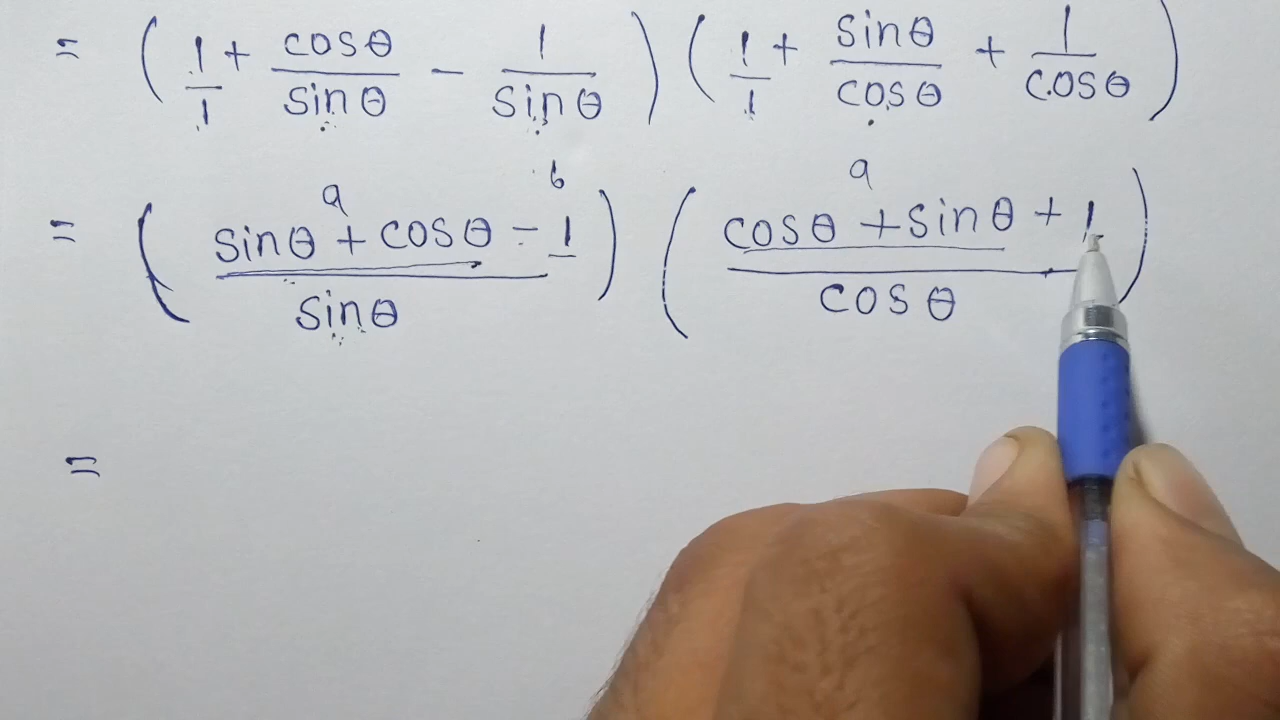 = ( 1/1 + cosθ/sinθ - 1/sinθ ) ( 1/1 + sinθ/cosθ + 1/cosθ )
a b a
= ( sinθ + cosθ - 1 / sinθ ) ( cosθ + sinθ + 1 / cosθ )
=